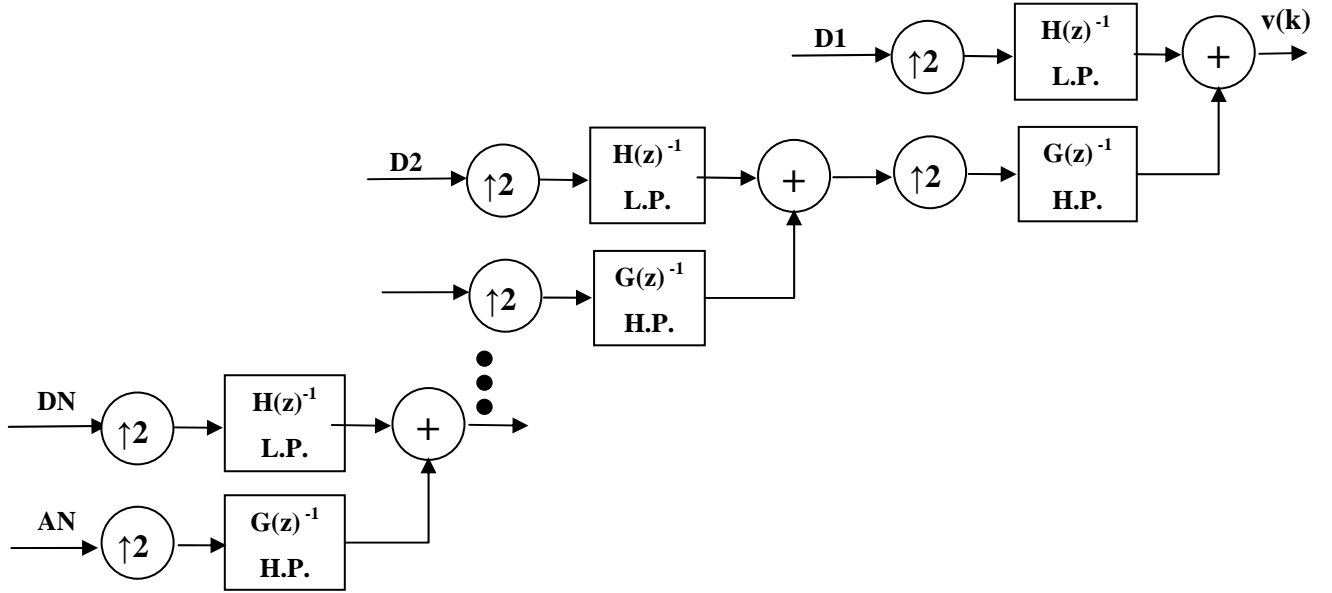 D1
↑2
H(z)⁻¹
L.P.
+
v(k)
D2
↑2
H(z)⁻¹
L.P.
+
↑2
G(z)⁻¹
H.P.
↑2
G(z)⁻¹
H.P.
DN
↑2
H(z)⁻¹
L.P.
+
AN
↑2
G(z)⁻¹
H.P.